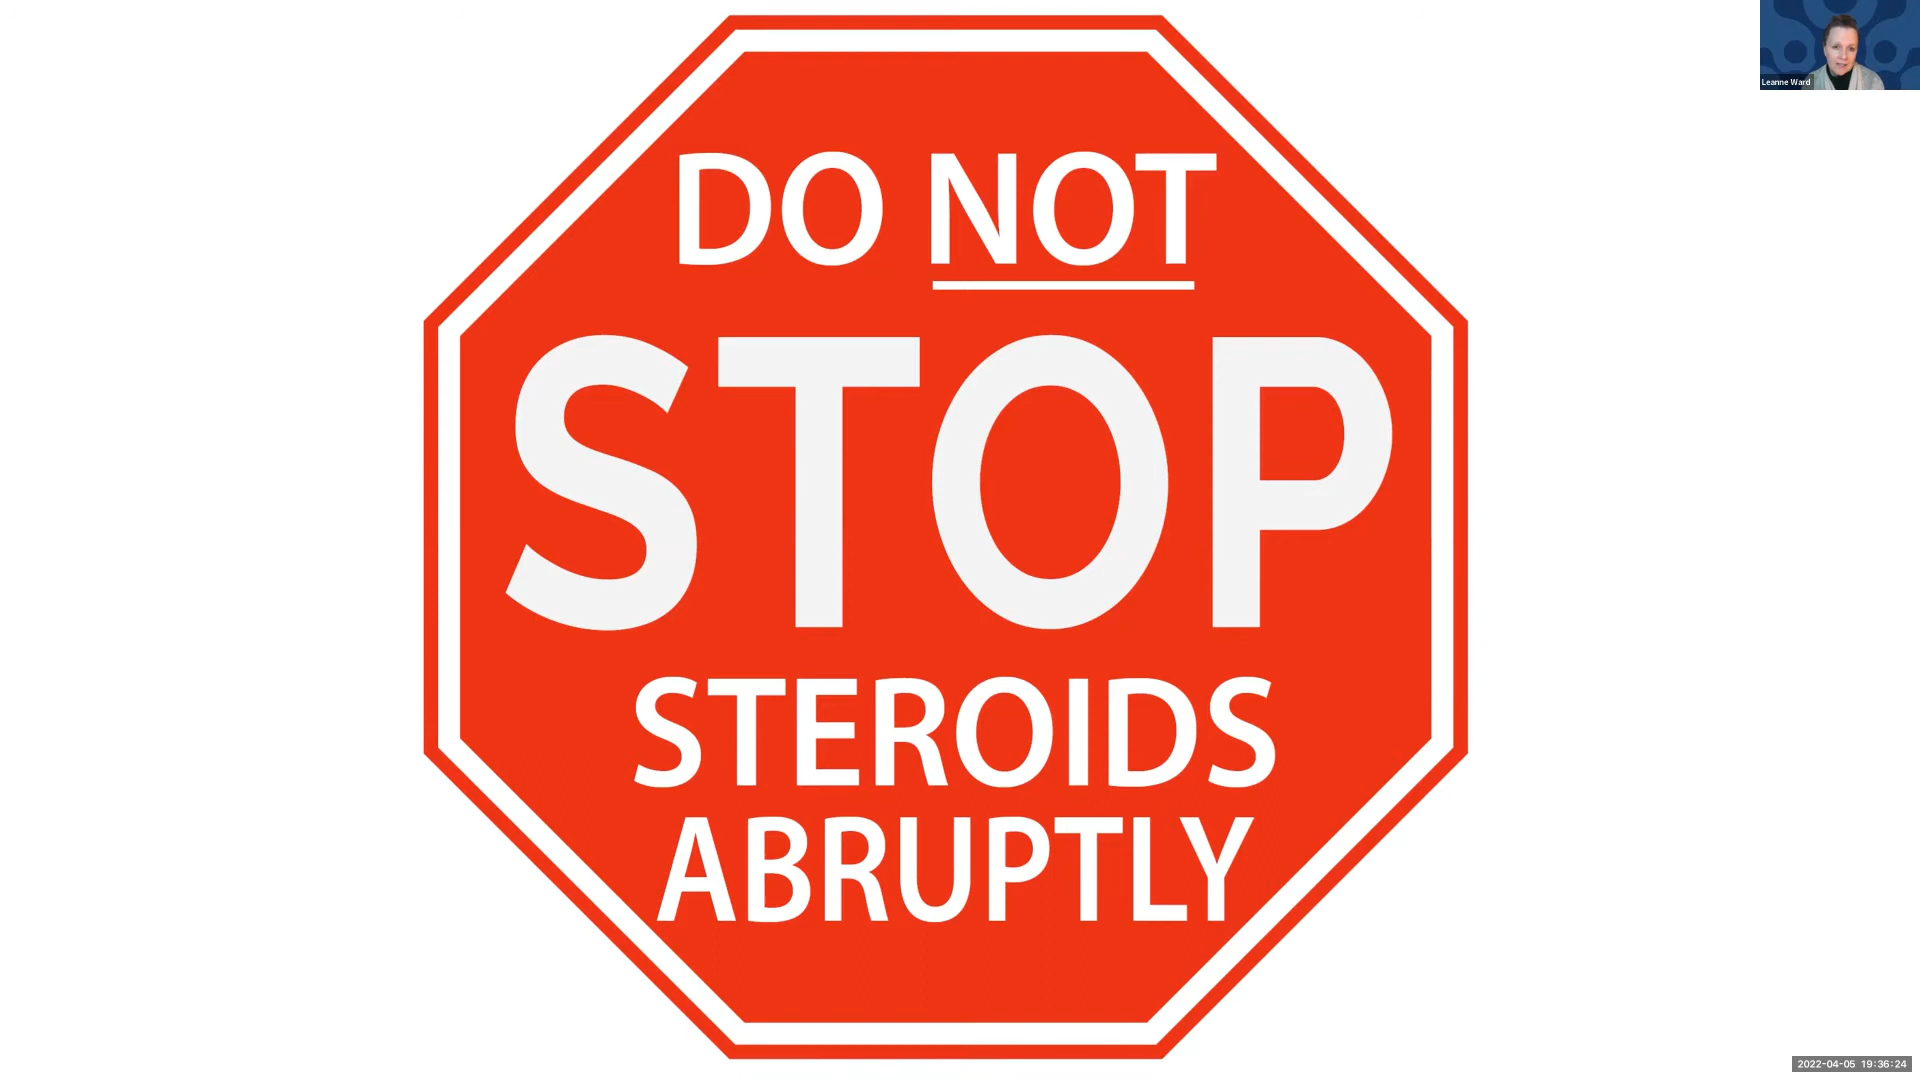 Leanne Ward
DO NOT
STOP
STEROIDS
ABRUPTLY
2022-04-05 19:36:24